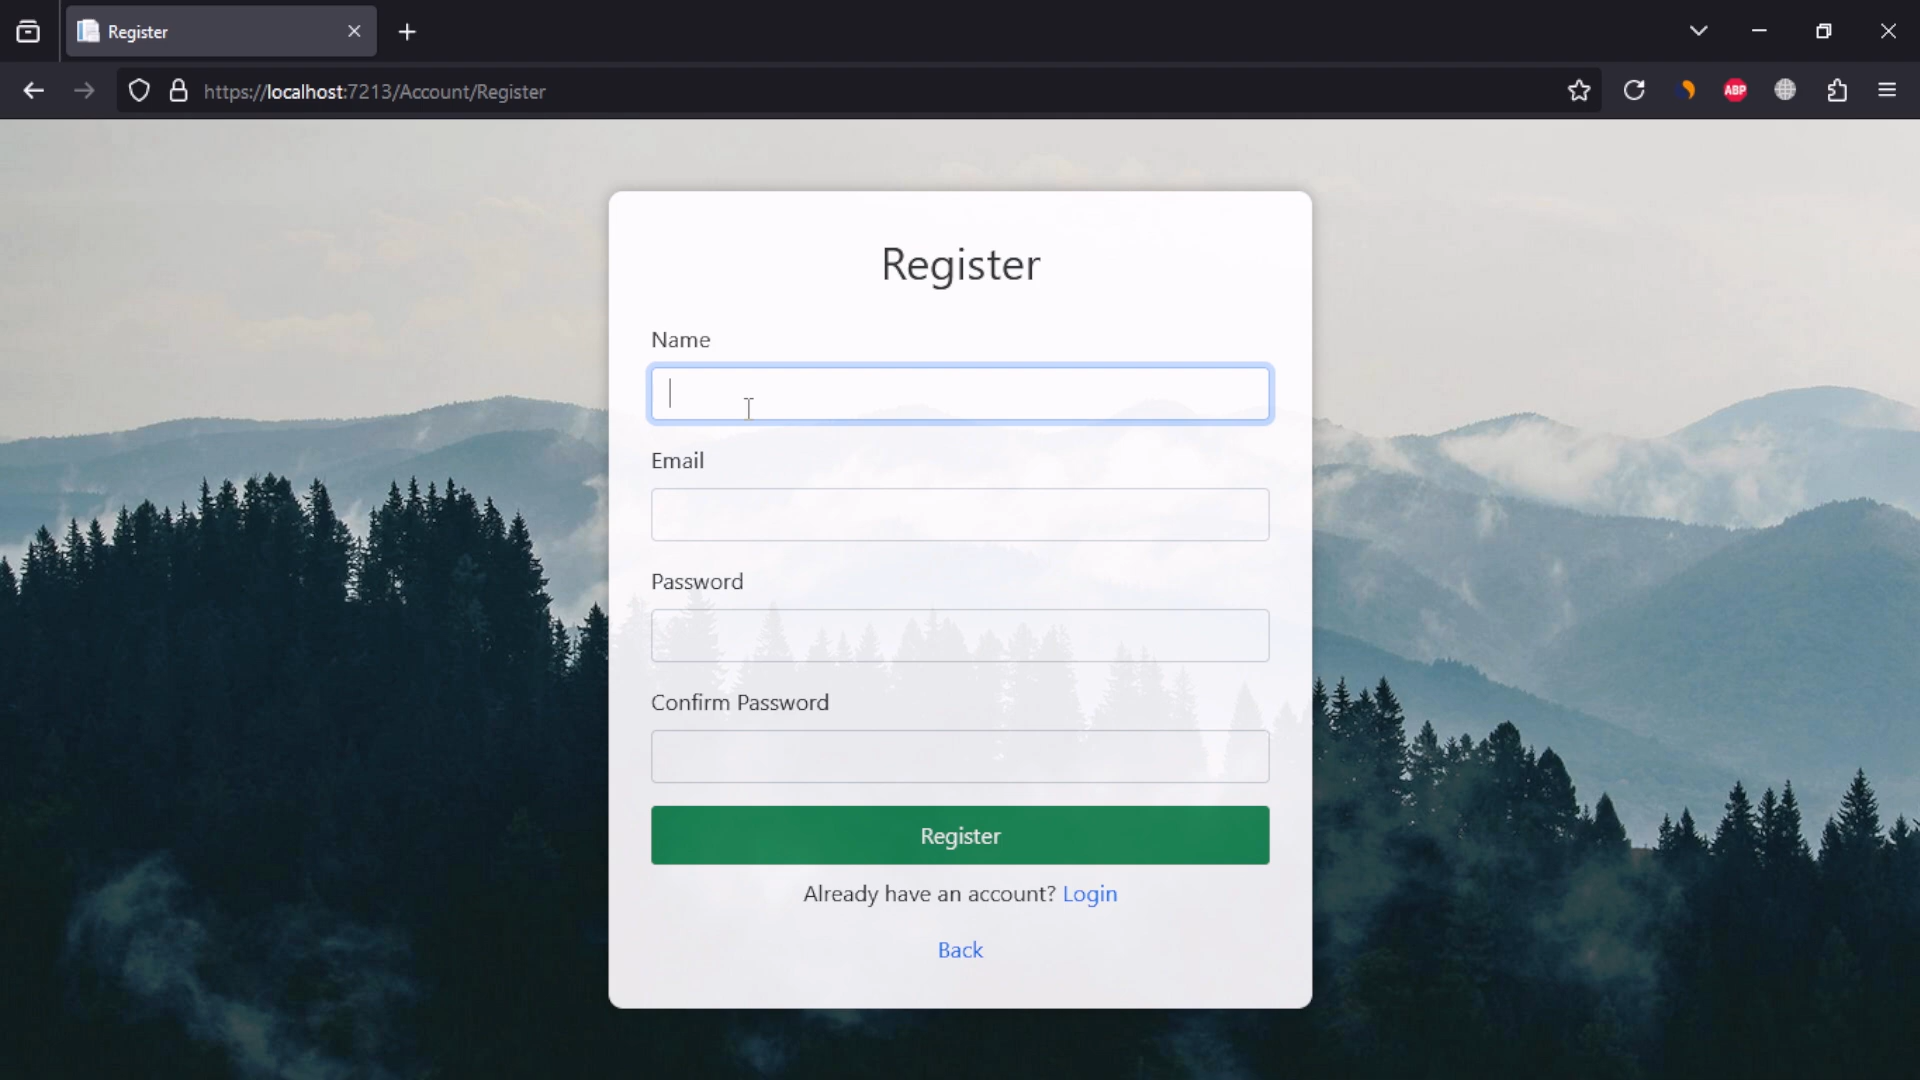 Register
https://localhost:7213/Account/Register
ABP
Register
Name
Email
Password
Confirm Password
Register
Already have an account? Login
Back